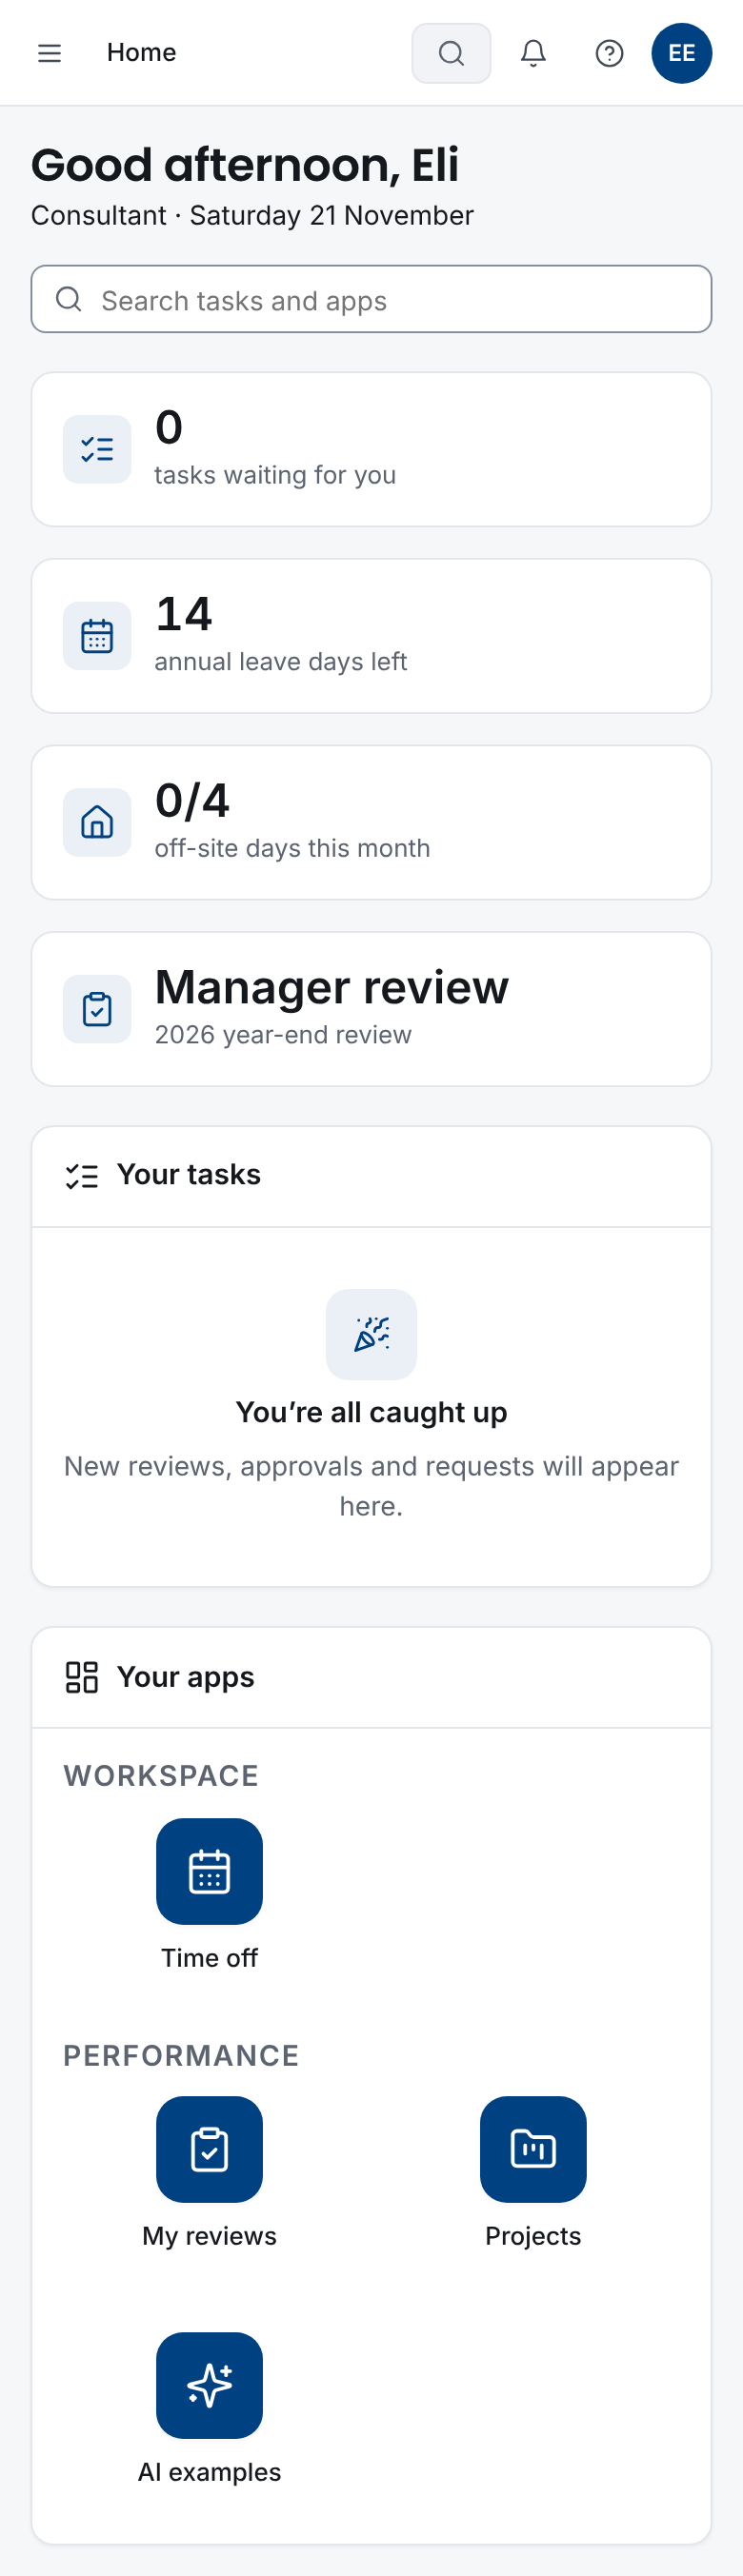 Home
EE
Good afternoon, Eli
Consultant · Saturday 21 November
Search tasks and apps
0
tasks waiting for you
14
annual leave days left
0/4
off-site days this month
Manager review
2026 year-end review
Your tasks
You’re all caught up
New reviews, approvals and requests will appear
here.
Your apps
WORKSPACE
Time off
PERFORMANCE
My reviews
Projects
AI examples